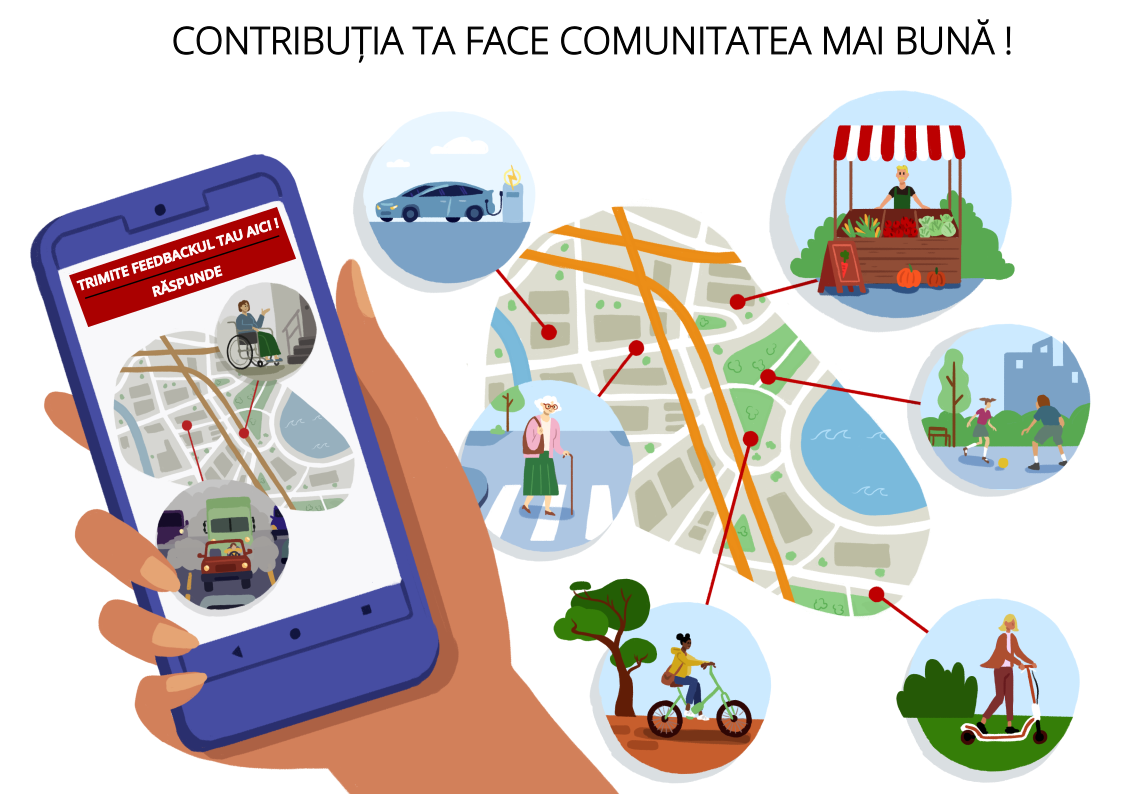 CONTRIBUȚIA TA FACE COMUNITATEA MAI BUNĂ !
TRIMITE FEEDBACKUL TAU AICI !
RĂSPUNDE